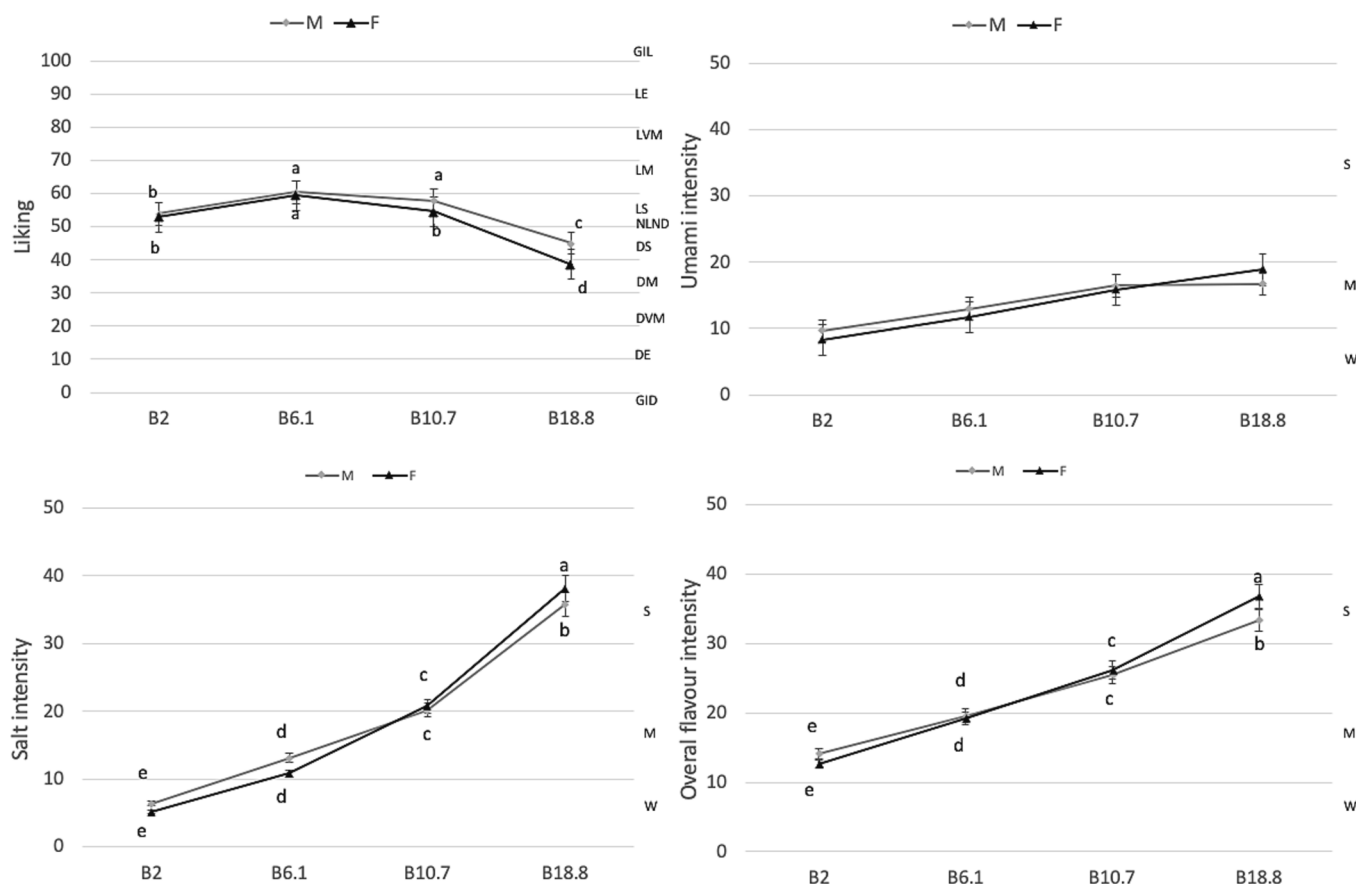 M F
100
90
80
70
60
50
40
30
20
10
0
Liking
b
b
a
a
a
b
c
d
GIL
LE
LVM
LM
LS
NLND
DS
DM
DVM
DE
GID
B2 B6.1 B10.7 B18.8
M F
50
40
30
20
10
0
Umami intensity
S
M
W
B2 B6.1 B10.7 B18.8
M F
50
40
30
20
10
0
Salt intensity
e
e
d
d
c
c
a
b
S
M
W
B2 B6.1 B10.7 B18.8
M F
50
40
30
20
10
0
Overal flavour intensity
e
e
d
d
c
c
a
b
S
M
W
B2 B6.1 B10.7 B18.8